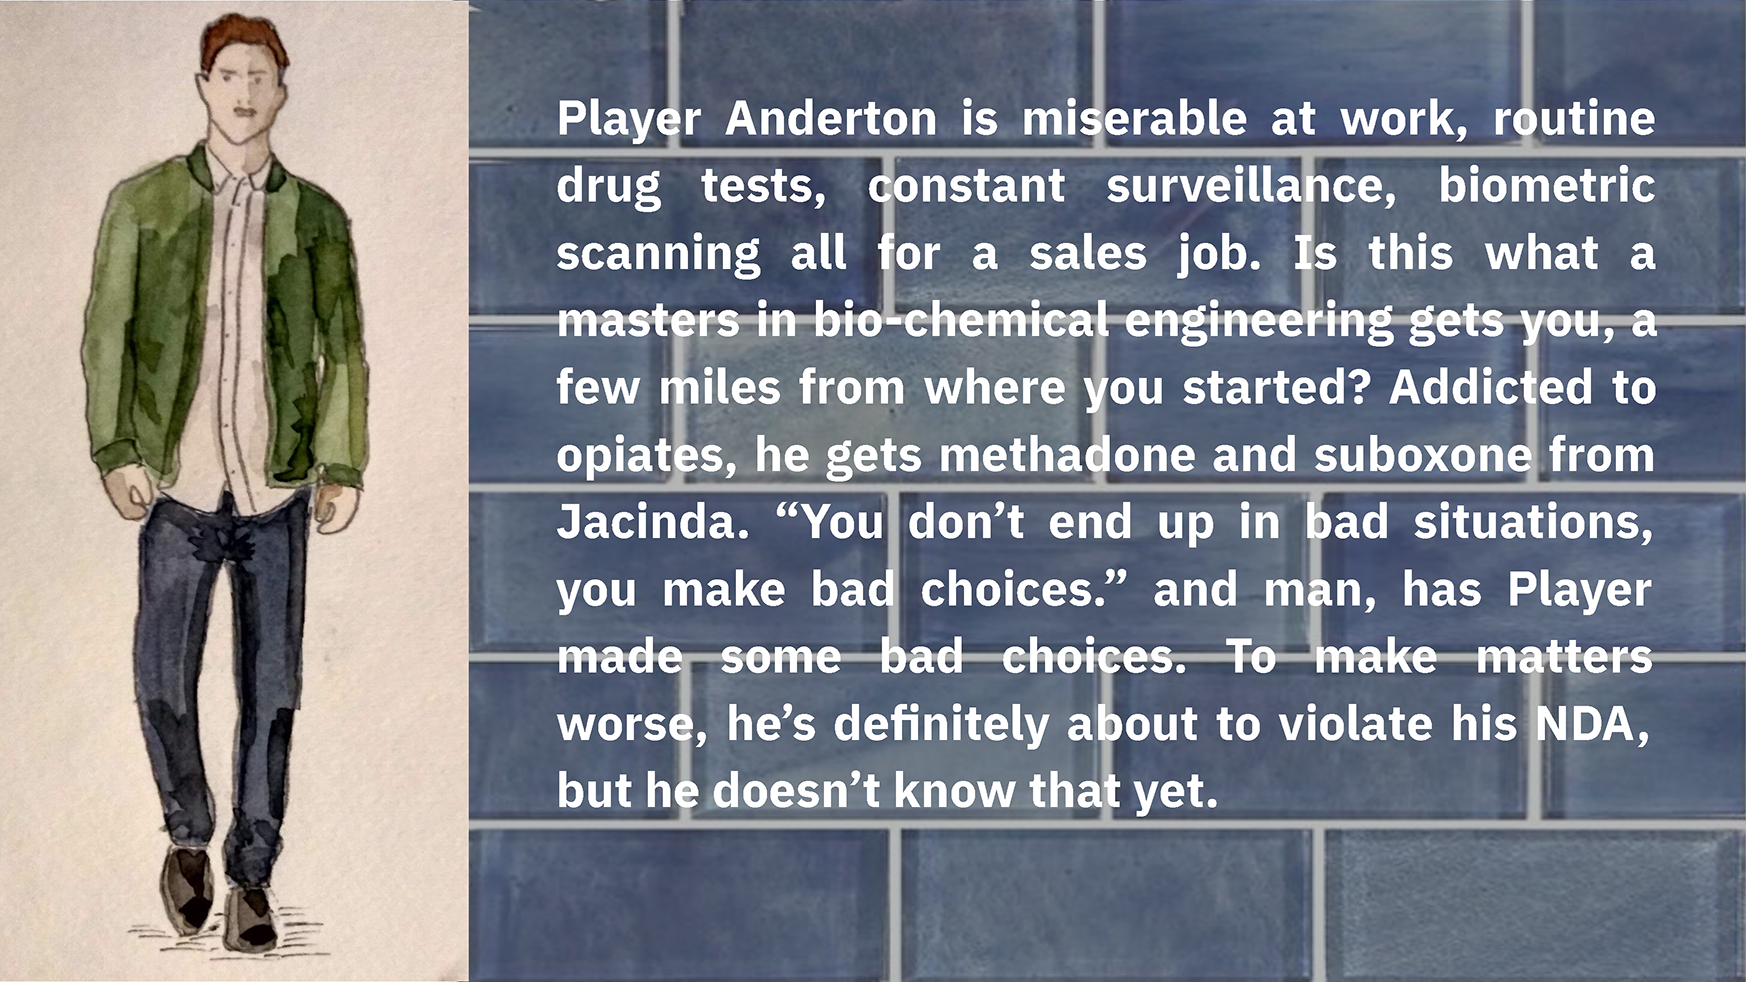 Player Anderton is miserable at work, routine
drug tests, constant surveillance, biometric
scanning all for a sales job. Is this what a
masters in bio-chemical engineering gets you, a
few miles from where you started? Addicted to
opiates, he gets methadone and suboxone from
Jacinda. “You don’t end up in bad situations,
you make bad choices.” and man, has Player
made some bad choices. To make matters
worse, he’s definitely about to violate his NDA,
but he doesn’t know that yet.